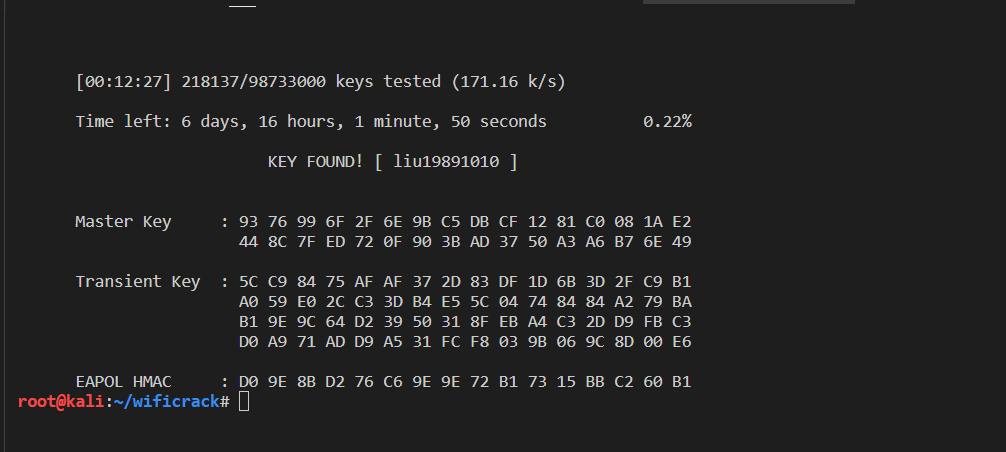 [00:12:27] 218137/98733000 keys tested (171.16 k/s)
Time left: 6 days, 16 hours, 1 minute, 50 seconds 0.22%
KEY FOUND! [ liu19891010 ]
Master Key : 93 76 99 6F 2F 6E 9B C5 DB CF 12 81 C0 08 1A E2
44 8C 7F ED 72 0F 90 3B AD 37 50 A3 A6 B7 6E 49
Transient Key : 5C C9 84 75 AF AF 37 2D 83 DF 1D 6B 3D 2F C9 B1
A0 59 E0 2C C3 3D B4 E5 5C 04 74 84 84 A2 79 BA
B1 9E 9C 64 D2 39 50 31 8F EB A4 C3 2D D9 FB C3
D0 A9 71 AD D9 A5 31 FC F8 03 9B 06 9C 8D 00 E6
EAPOL HMAC : D0 9E 8B D2 76 C6 9E 9E 72 B1 73 15 BB C2 60 B1
root@kali:~/wificrack#